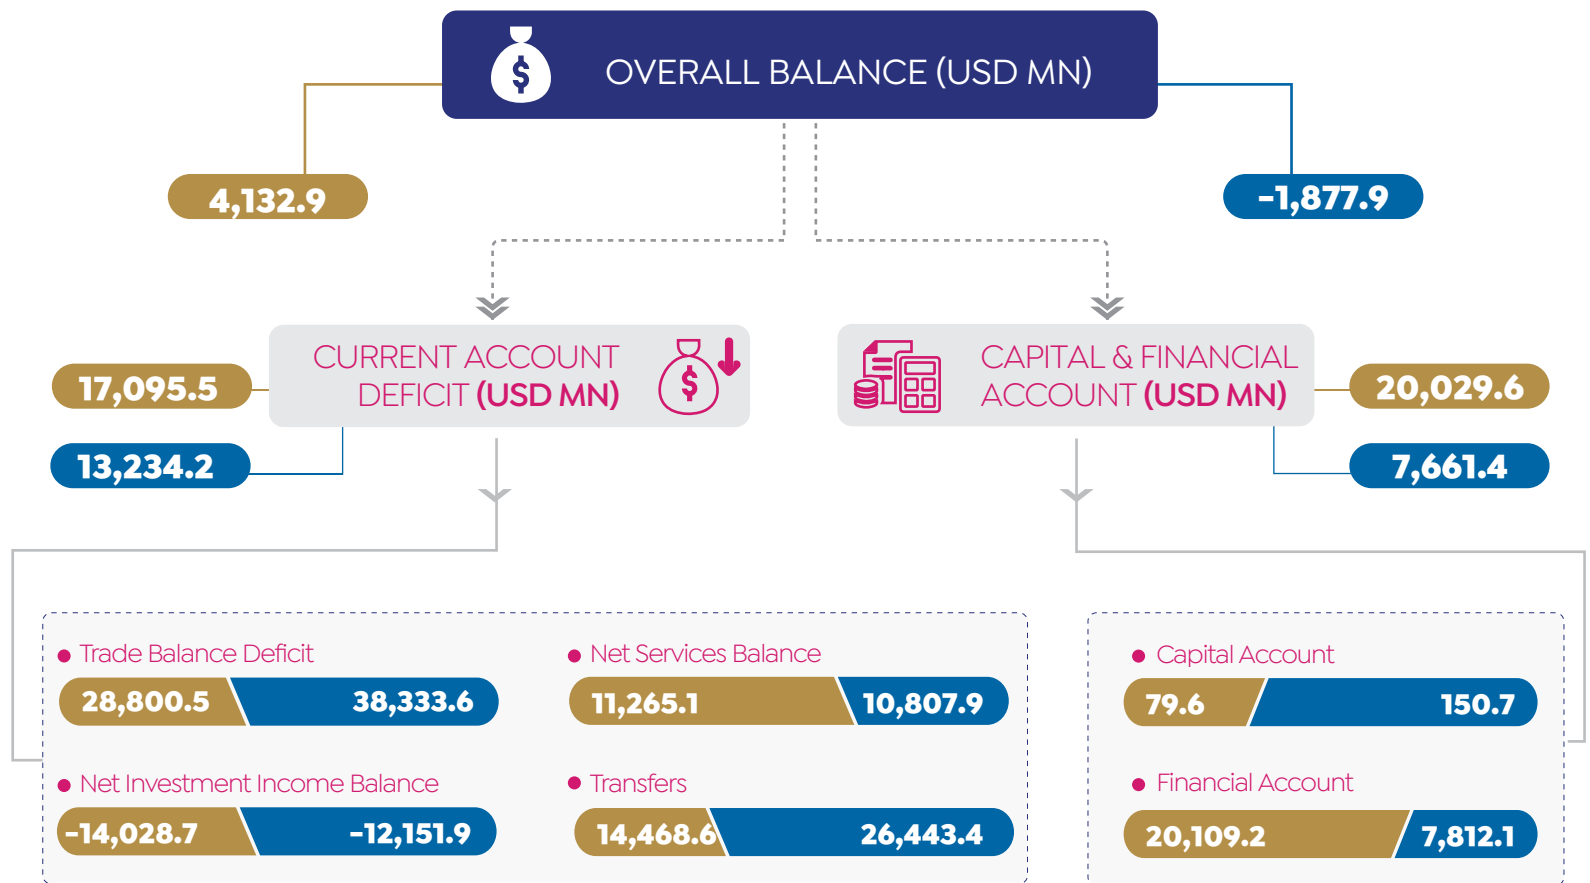 OVERALL BALANCE (USD MN)
4,132.9
-1,877.9
CURRENT ACCOUNT
DEFICIT (USD MN)
17,095.5
13,234.2
CAPITAL & FINANCIAL
ACCOUNT (USD MN)
20,029.6
7,661.4
Trade Balance Deficit
28,800.5 38,333.6
Net Services Balance
11,265.1 10,807.9
Net Investment Income Balance
-14,028.7 -12,151.9
Transfers
14,468.6 26,443.4
Capital Account
79.6 150.7
Financial Account
20,109.2 7,812.1